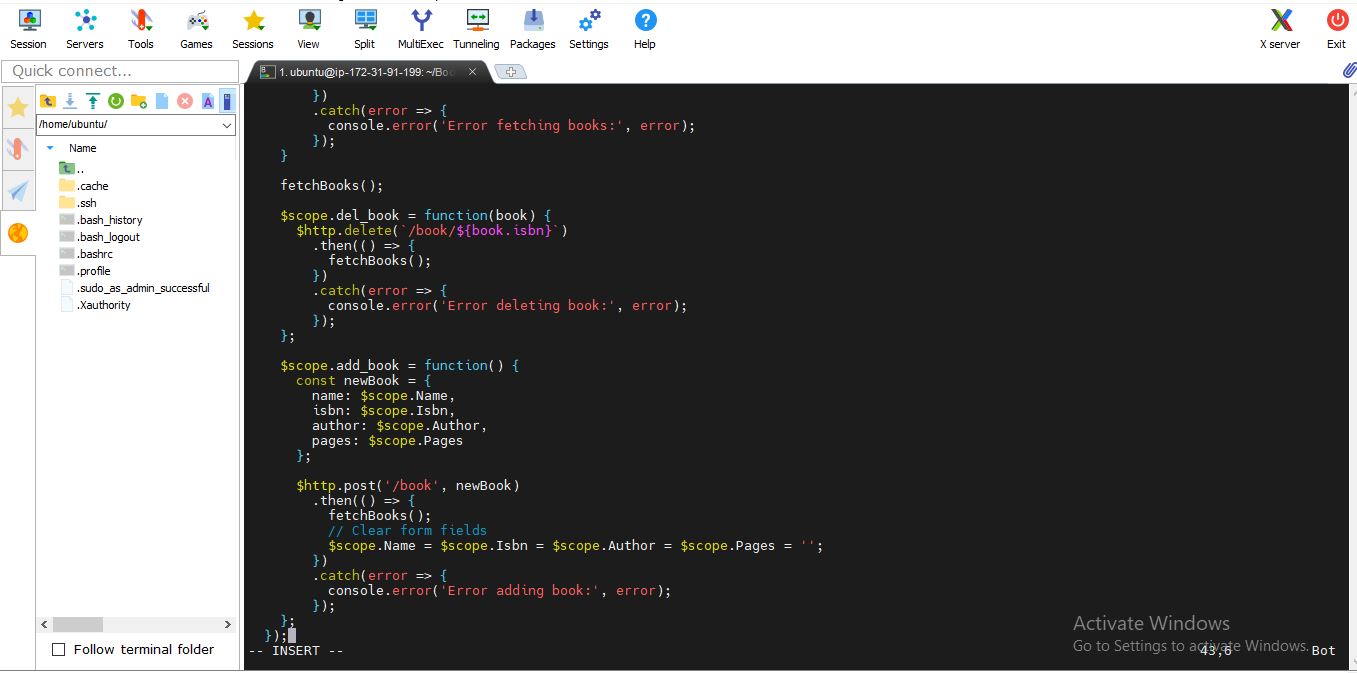 Session Servers Tools Games Sessions View Split MultiExec Tunneling Packages Settings Help X server Exit
Quick connect...
1. ubuntu@ip-172-31-91-199: ~/Boo
/home/ubuntu/
Name
..
.cache
.ssh
.bash_history
.bash_logout
.bashrc
.profile
.sudo_as_admin_successful
.Xauthority
Follow terminal folder
})
.catch(error => {
console.error('Error fetching books:', error);
});
}
fetchBooks();
$scope.del_book = function(book) {
$http.delete(`/book/${book.isbn}`)
.then(() => {
fetchBooks();
})
.catch(error => {
console.error('Error deleting book:', error);
});
};
$scope.add_book = function() {
const newBook = {
name: $scope.Name,
isbn: $scope.Isbn,
author: $scope.Author,
pages: $scope.Pages
};
$http.post('/book', newBook)
.then(() => {
fetchBooks();
// Clear form fields
$scope.Name = $scope.Isbn = $scope.Author = $scope.Pages = '';
})
.catch(error => {
console.error('Error adding book:', error);
});
};
});
-- INSERT --
43,6
Bot
Activate Windows
Go to Settings to activate Windows.